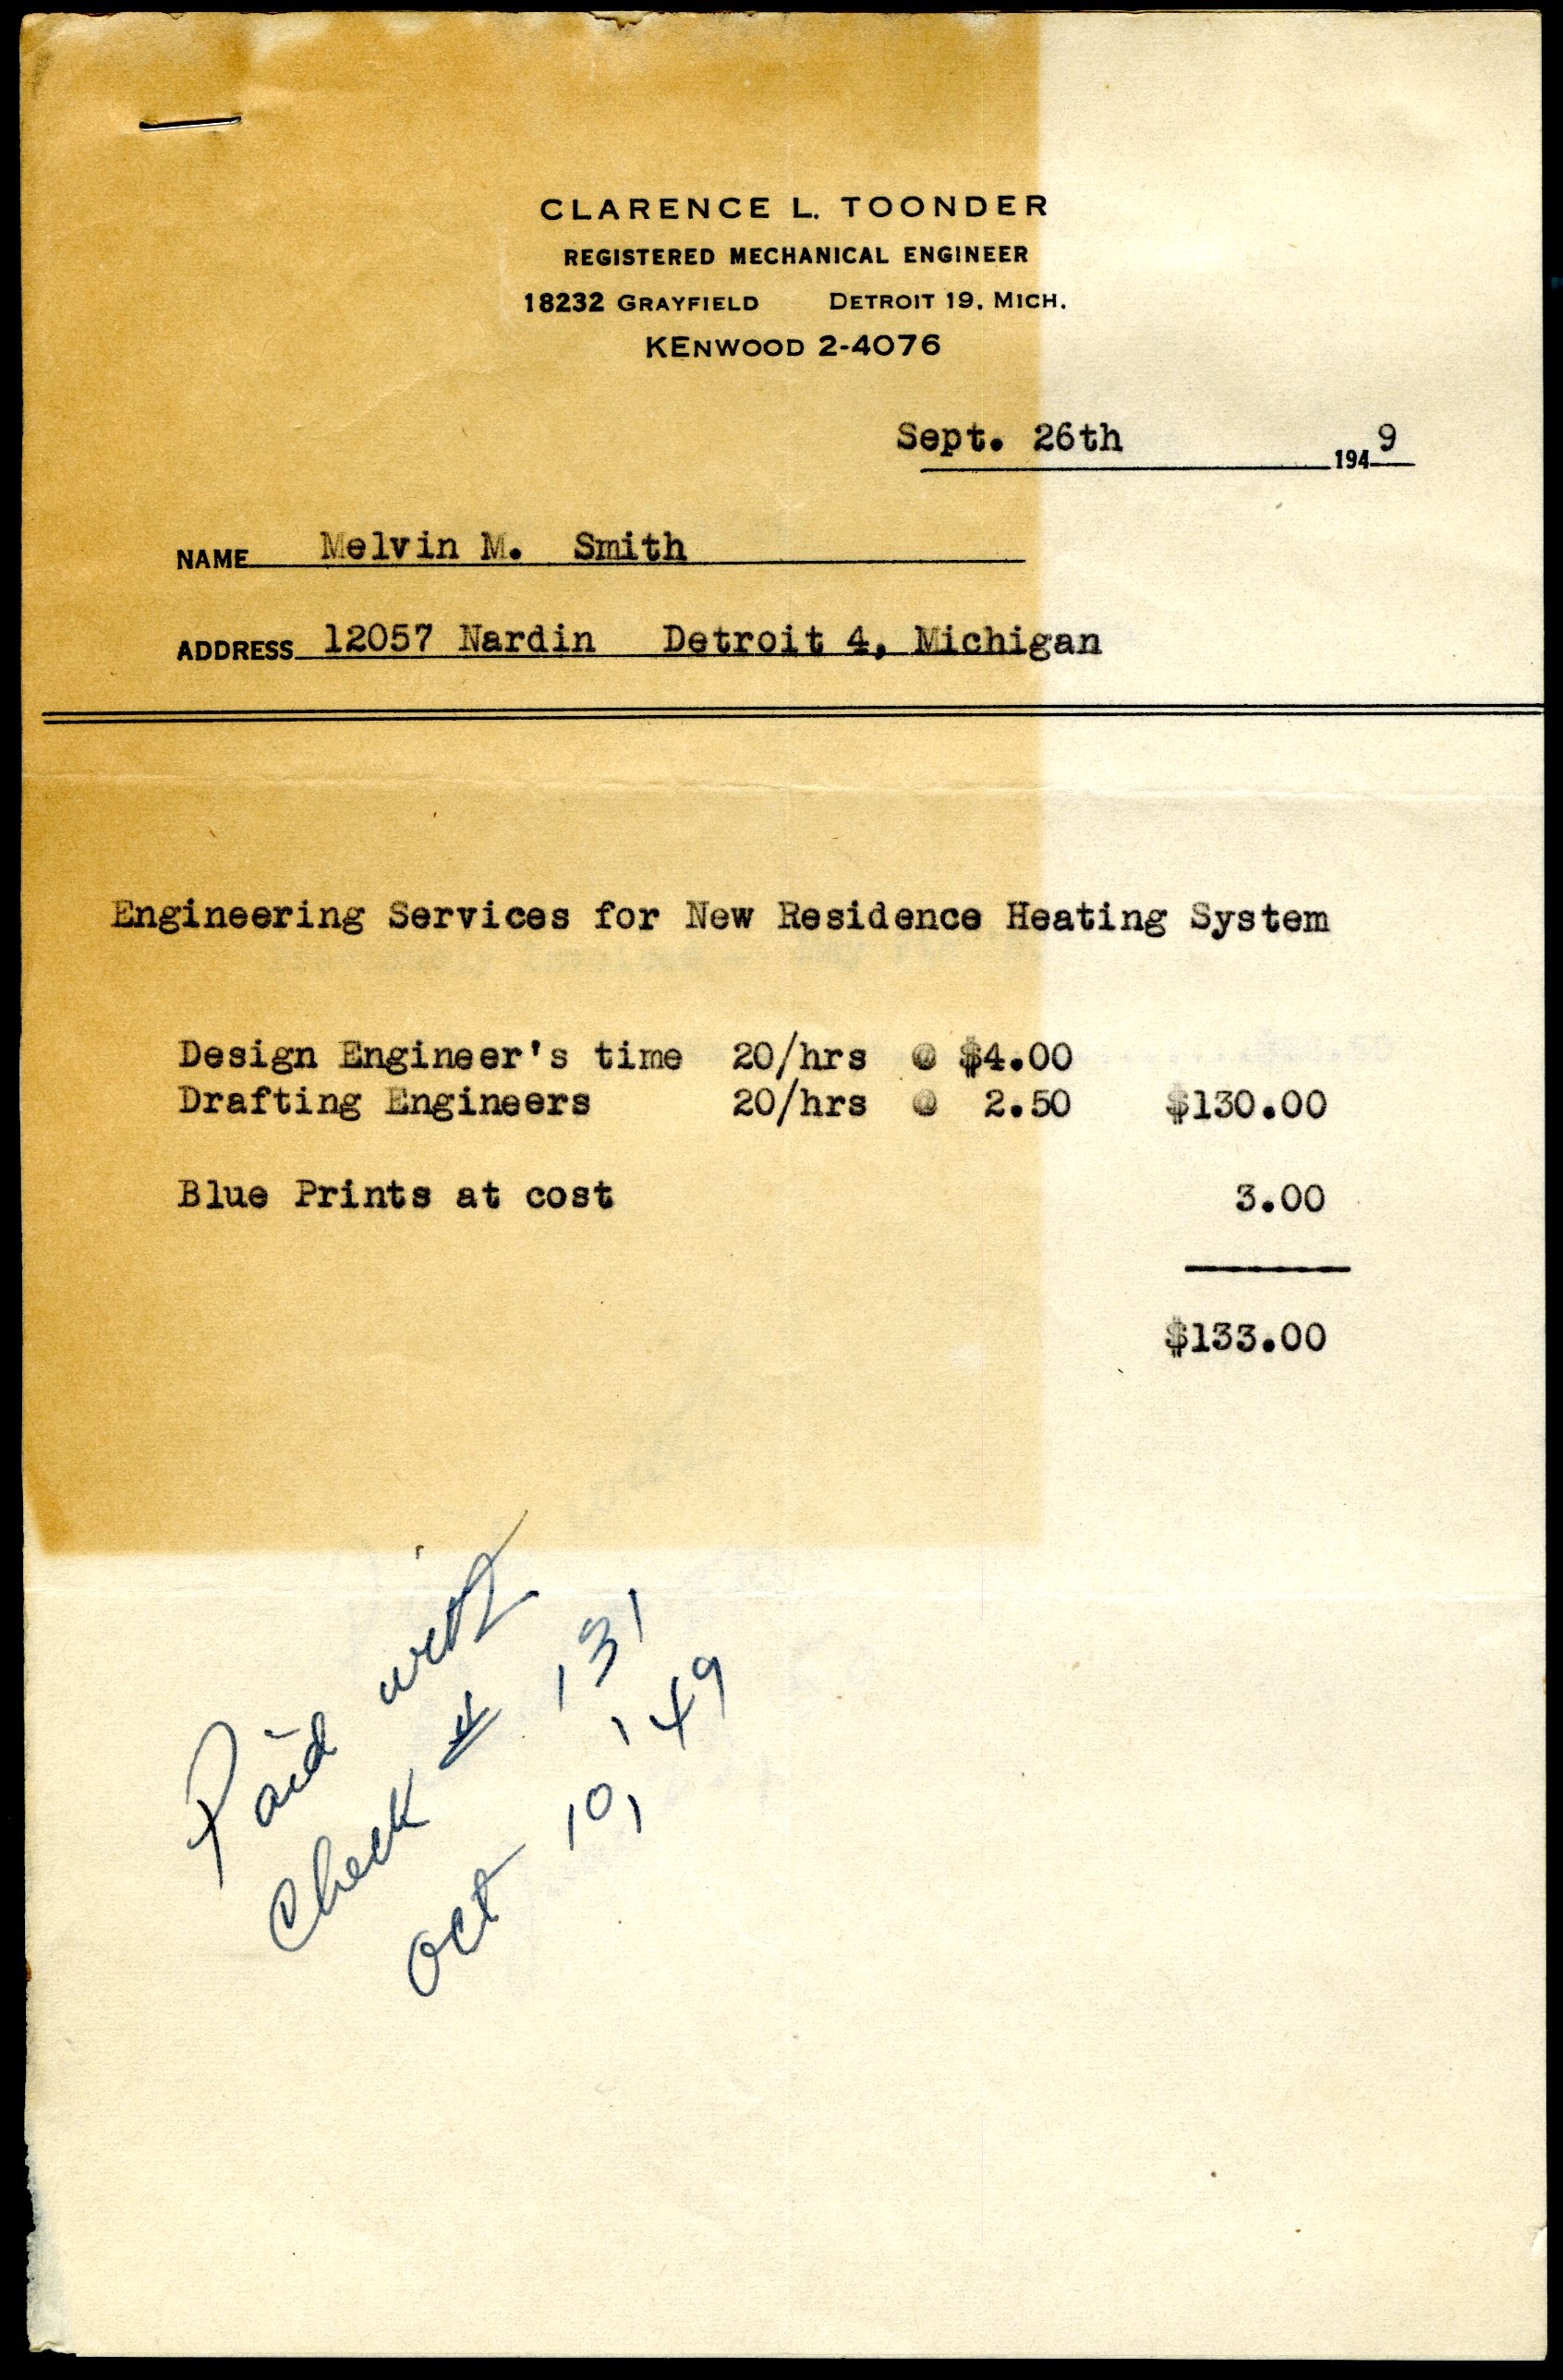 CLARENCE L. TOONDER
REGISTERED MECHANICAL ENGINEER
18232 GRAYFIELD DETROIT 19, MICH.
KENWOOD 2-4076
Sept. 26th 1949
NAME Melvin M. Smith
ADDRESS 12057 Nardin Detroit 4, Michigan
Engineering Services for New Residence Heating System
Design Engineer's time 20/hrs @ $4.00
Drafting Engineers 20/hrs @ 2.50 $130.00
Blue Prints at cost 3.00
$133.00
Paid with
Check # 131
Oct 10, '49